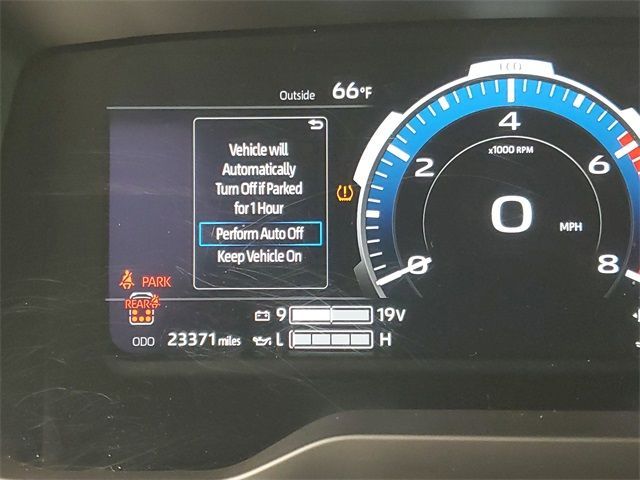 Outside 66°F
ECO
Vehicle will
Automatically
Turn Off if Parked
for 1 Hour
Perform Auto Off
Keep Vehicle On
PARK
REAR
9 19V
ODO 23371 miles L H
0 2 4 6 8
x1000 RPM
0 MPH